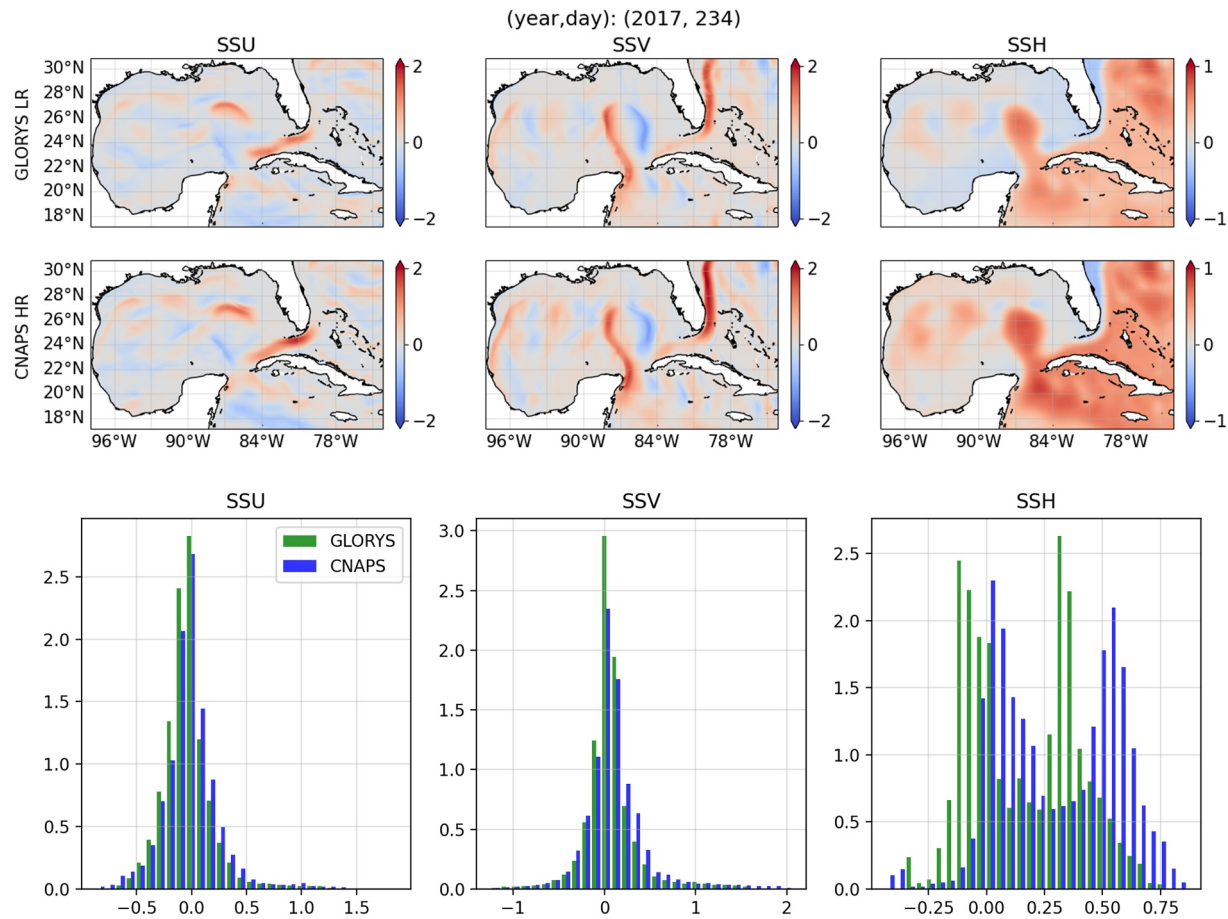 (year,day): (2017, 234)
SSU SSV SSH
GLORYS LR
30°N
28°N
26°N
24°N
22°N
20°N
18°N
2
0
−2
2
0
−2
1
0
−1
CNAPS HR
30°N
28°N
26°N
24°N
22°N
20°N
18°N
2
0
−2
2
0
−2
1
0
−1
96°W 90°W 84°W 78°W
96°W 90°W 84°W 78°W
96°W 90°W 84°W 78°W
SSU
GLORYS
CNAPS
2.5
2.0
1.5
1.0
0.5
0.0
−0.5 0.0 0.5 1.0 1.5
SSV
3.0
2.5
2.0
1.5
1.0
0.5
0.0
−1 0 1 2
SSH
2.5
2.0
1.5
1.0
0.5
0.0
−0.25 0.00 0.25 0.50 0.75